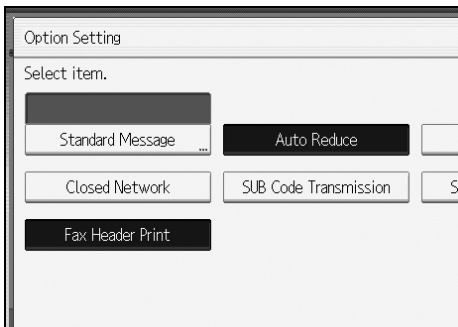 Option Setting
Select item.
Standard Message ...
Auto Reduce
Closed Network
SUB Code Transmission
S
Fax Header Print